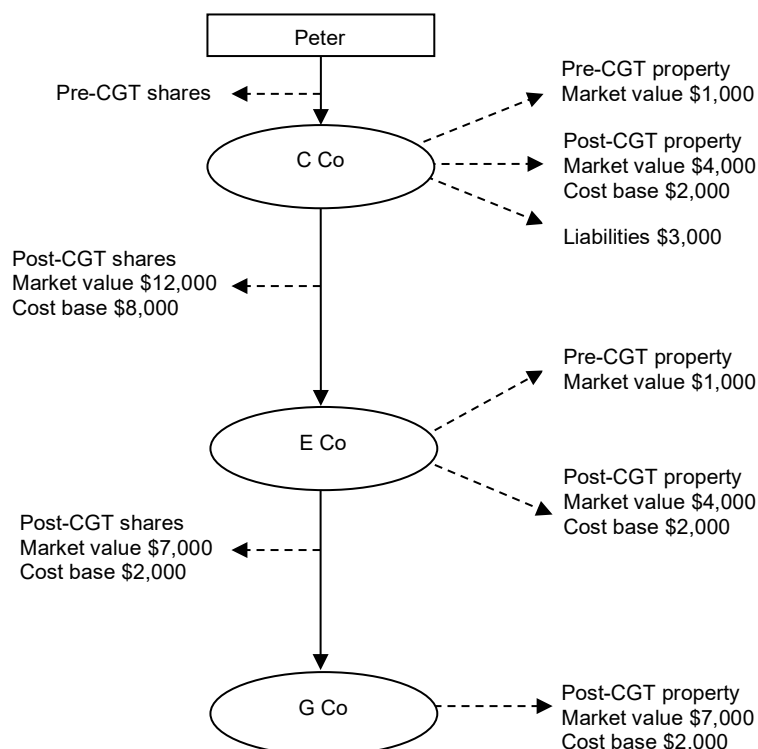 Peter
Pre-CGT shares
Pre-CGT property
Market value $1,000
C Co
Post-CGT property
Market value $4,000
Cost base $2,000
Liabilities $3,000
Post-CGT shares
Market value $12,000
Cost base $8,000
Pre-CGT property
Market value $1,000
E Co
Post-CGT property
Market value $4,000
Cost base $2,000
Post-CGT shares
Market value $7,000
Cost base $2,000
G Co
Post-CGT property
Market value $7,000
Cost base $2,000